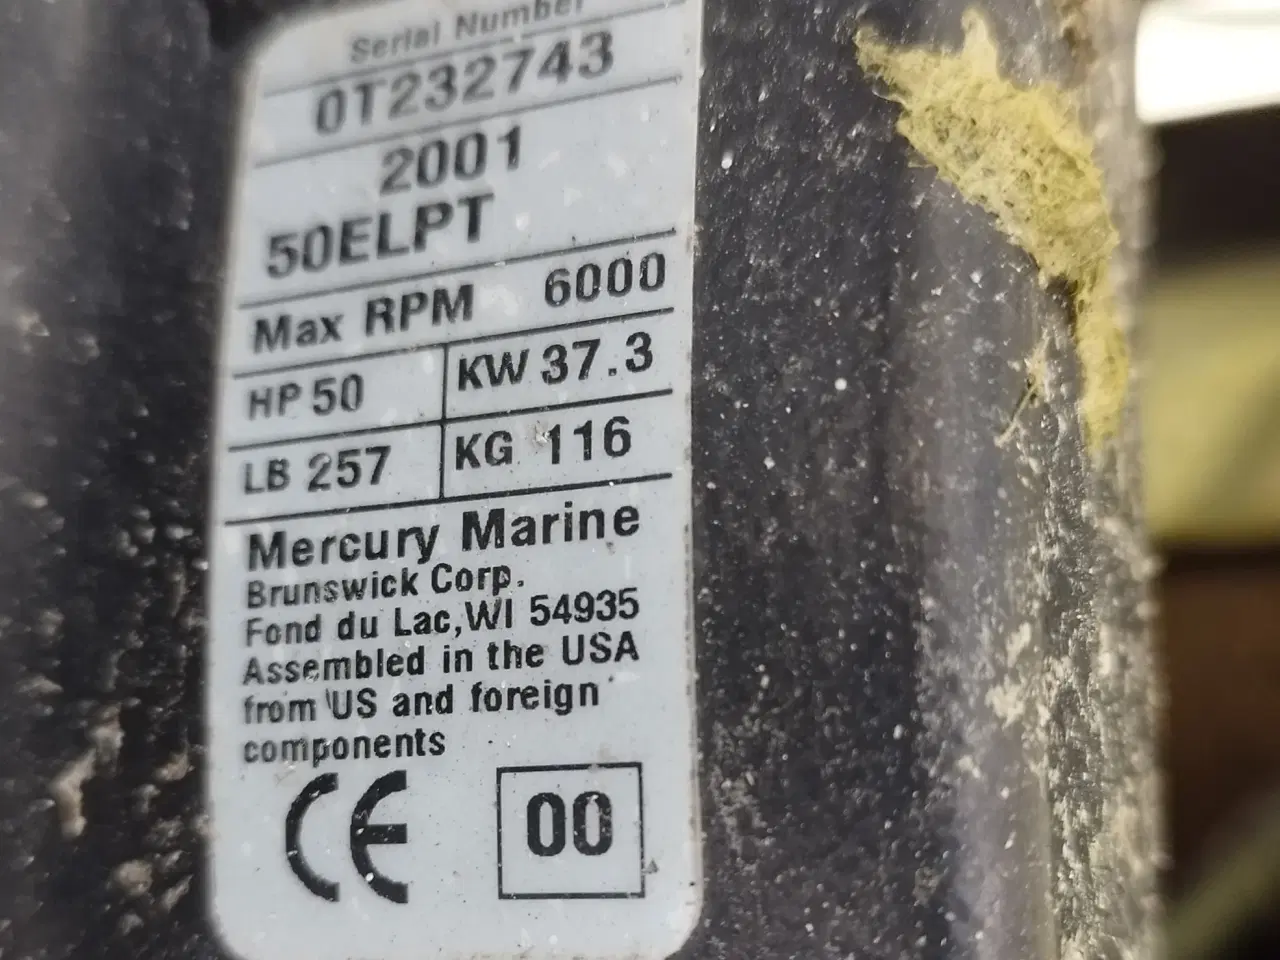 Serial Number
0T232743
2001
50ELPT
Max RPM 6000
HP 50 KW 37.3
LB 257 KG 116
Mercury Marine
Brunswick Corp.
Fond du Lac, WI 54935
Assembled in the USA
from US and foreign
components
CE 00